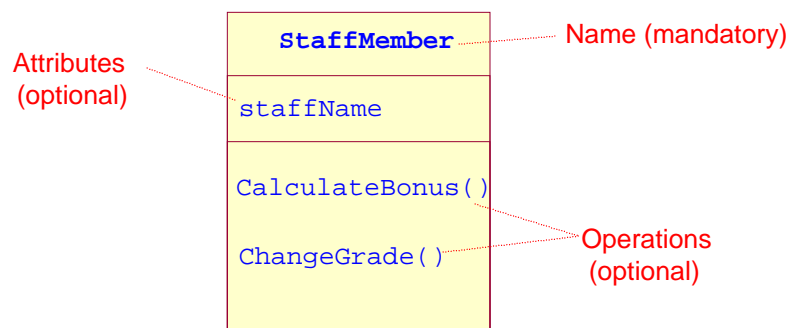 StaffMember
Name (mandatory)
Attributes
(optional)
staffName
CalculateBonus()
ChangeGrade()
Operations
(optional)